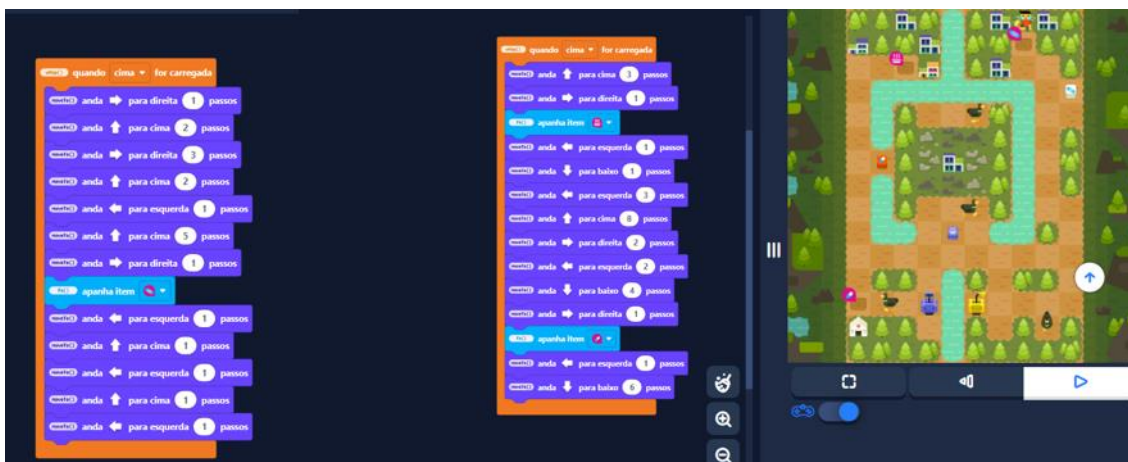 quando cima for carregada
anda para direita 1 passos
anda para cima 2 passos
anda para direita 3 passos
anda para cima 2 passos
anda para esquerda 1 passos
anda para cima 5 passos
anda para direita 1 passos
apanha item
anda para esquerda 1 passos
anda para cima 1 passos
anda para esquerda 1 passos
anda para cima 1 passos
anda para esquerda 1 passos
quando cima for carregada
anda para cima 3 passos
anda para direita 1 passos
apanha item
anda para esquerda 1 passos
anda para baixo 1 passos
anda para esquerda 3 passos
anda para cima 8 passos
anda para direita 2 passos
anda para esquerda 2 passos
anda para baixo 4 passos
anda para direita 1 passos
apanha item
anda para esquerda 1 passos
anda para baixo 6 passos